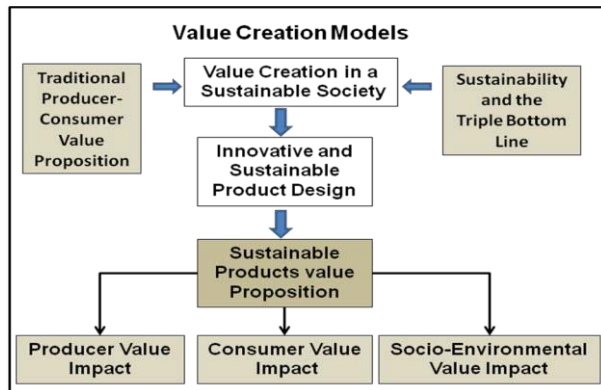 Value Creation Models
Traditional
Producer-
Consumer
Value
Proposition
Value Creation in a
Sustainable Society
Sustainability
and the
Triple Bottom
Line
Innovative and
Sustainable
Product Design
Sustainable
Products value
Proposition
Producer Value
Impact
Consumer Value
Impact
Socio-Environmental
Value Impact